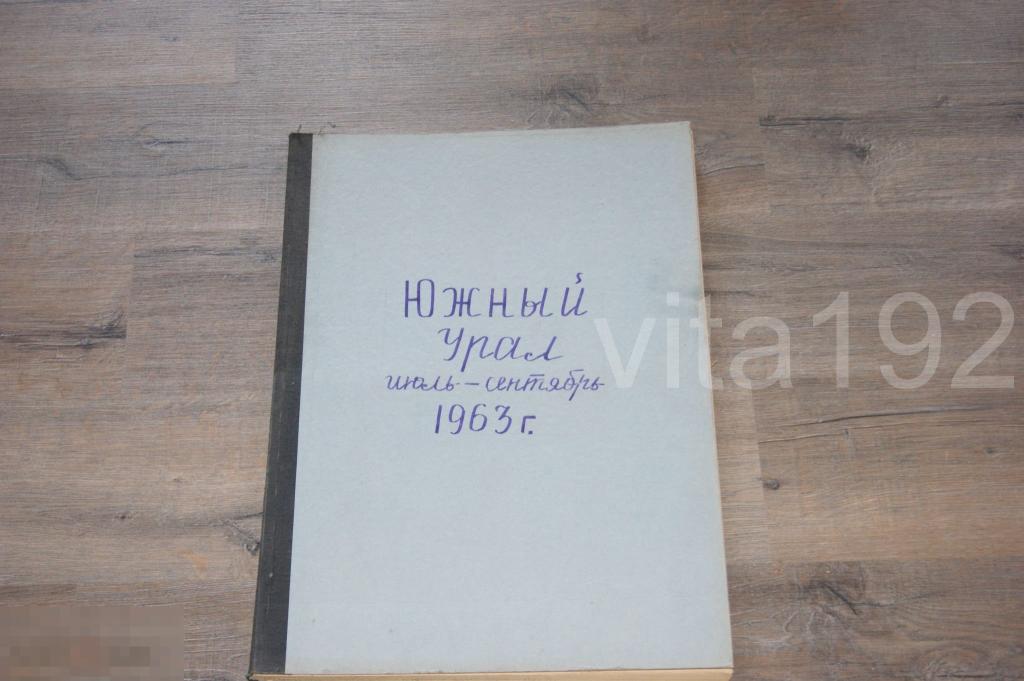 Южный
Урал
июль-сентябрь
1963 г.
vita192